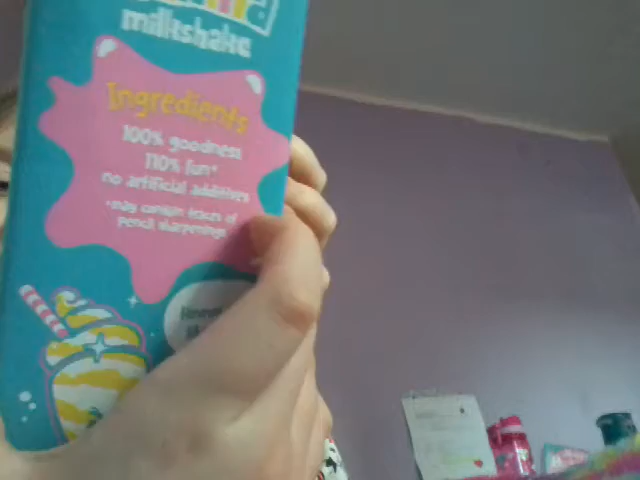 milkshake
Ingredients
100% goodness
110% fun*
no artificial additives
*may contain traces of
pencil sharpenings